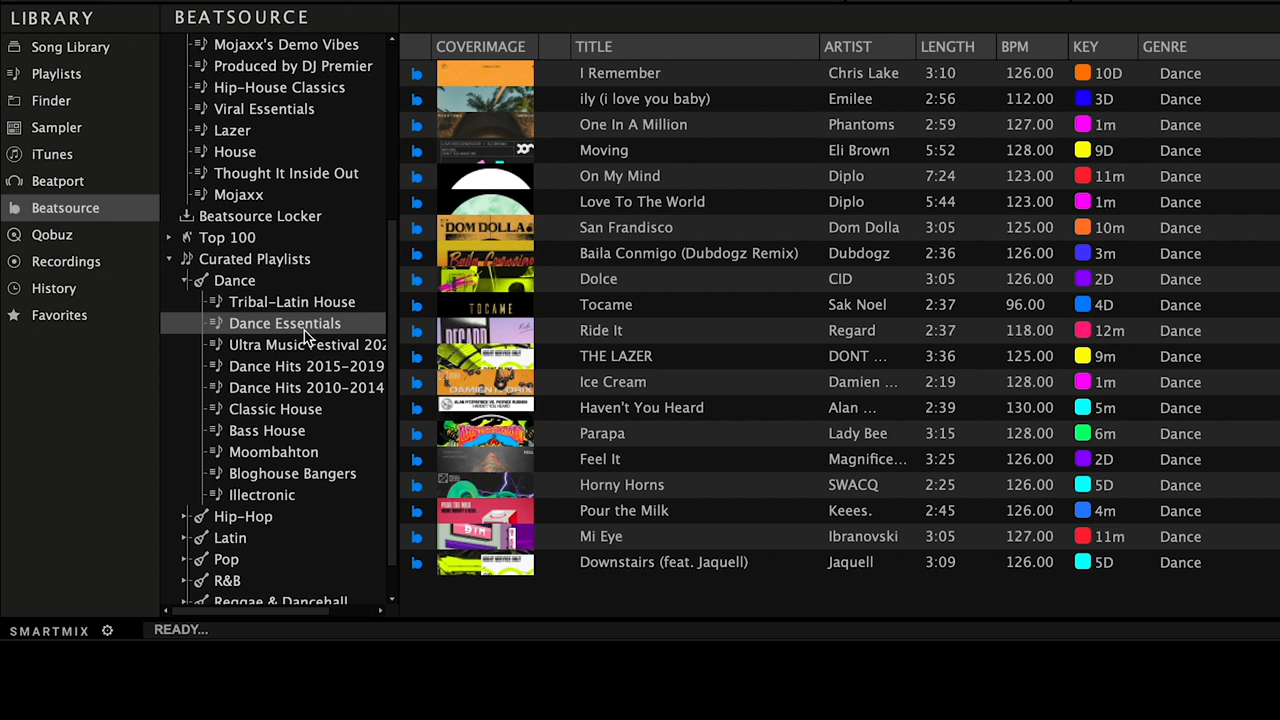 LIBRARY
Song Library
Playlists
Finder
Sampler
iTunes
Beatport
Beatsource
Qobuz
Recordings
History
Favorites
BEATSOURCE
Mojaxx's Demo Vibes
Produced by DJ Premier
Hip-House Classics
Viral Essentials
Lazer
House
Thought It Inside Out
Mojaxx
Beatsource Locker
Top 100
Curated Playlists
Dance
Tribal-Latin House
Dance Essentials
Ultra Music Festival 202
Dance Hits 2015-2019
Dance Hits 2010-2014
Classic House
Bass House
Moombahton
Bloghouse Bangers
Illectronic
Hip-Hop
Latin
Pop
R&B
Reggae & Dancehall
COVERIMAGE TITLE ARTIST LENGTH BPM KEY GENRE
I Remember Chris Lake 3:10 126.00 10D Dance
ily (i love you baby) Emilee 2:56 112.00 3D Dance
One In A Million Phantoms 2:59 127.00 1m Dance
Moving Eli Brown 5:52 128.00 9D Dance
On My Mind Diplo 7:24 123.00 11m Dance
Love To The World Diplo 5:44 123.00 1m Dance
DOM DOLLA San Francisco Dom Dolla 3:05 125.00 10m Dance
Baila Conmigo Baila Conmigo (Dubdogz Remix) Dubdogz 2:36 126.00 3m Dance
Dolce CID 3:05 126.00 2D Dance
TOCAME Tocame Sak Noel 3:37 96.00 4D Dance
Ride It Regard 2:37 118.00 12m Dance
THE LAZER DONT ... 3:36 125.00 9m Dance
Ice Cream Damien ... 2:18 128.00 1m Dance
Haven't You Heard Alan ... 2:39 130.00 5m Dance
Parapa Lady Bee 3:15 128.00 6m Dance
Feel It Magnifice... 3:25 126.00 2D Dance
Horny Horns SWACQ 2:25 126.00 5D Dance
POUR THE MILK Pour the Milk Keees. 2:45 126.00 4m Dance
Mi Eye Ibranovski 3:05 127.00 11m Dance
Downstairs (feat. Jaquell) Jaquell 3:09 126.00 5D Dance
SMARTMIX READY...